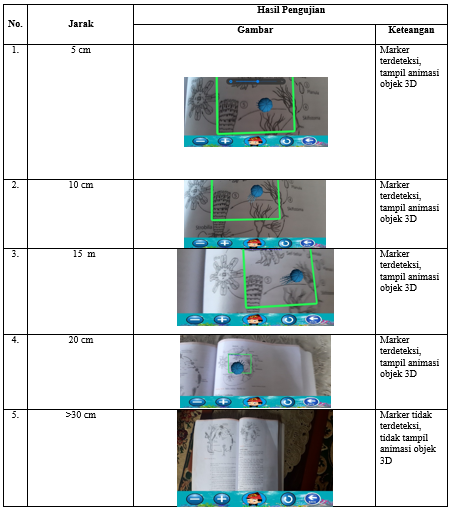 No.
Jarak
Hasil Pengujian
Gambar
Keteangan
1.
5 cm
Marker
terdeteksi,
tampil animasi
objek 3D
2.
10 cm
Marker
terdeteksi,
tampil animasi
objek 3D
3.
15 m
Marker
terdeteksi,
tampil animasi
objek 3D
4.
20 cm
Marker
terdeteksi,
tampil animasi
objek 3D
5.
>30 cm
Marker tidak
terdeteksi,
tidak tampil
animasi objek
3D